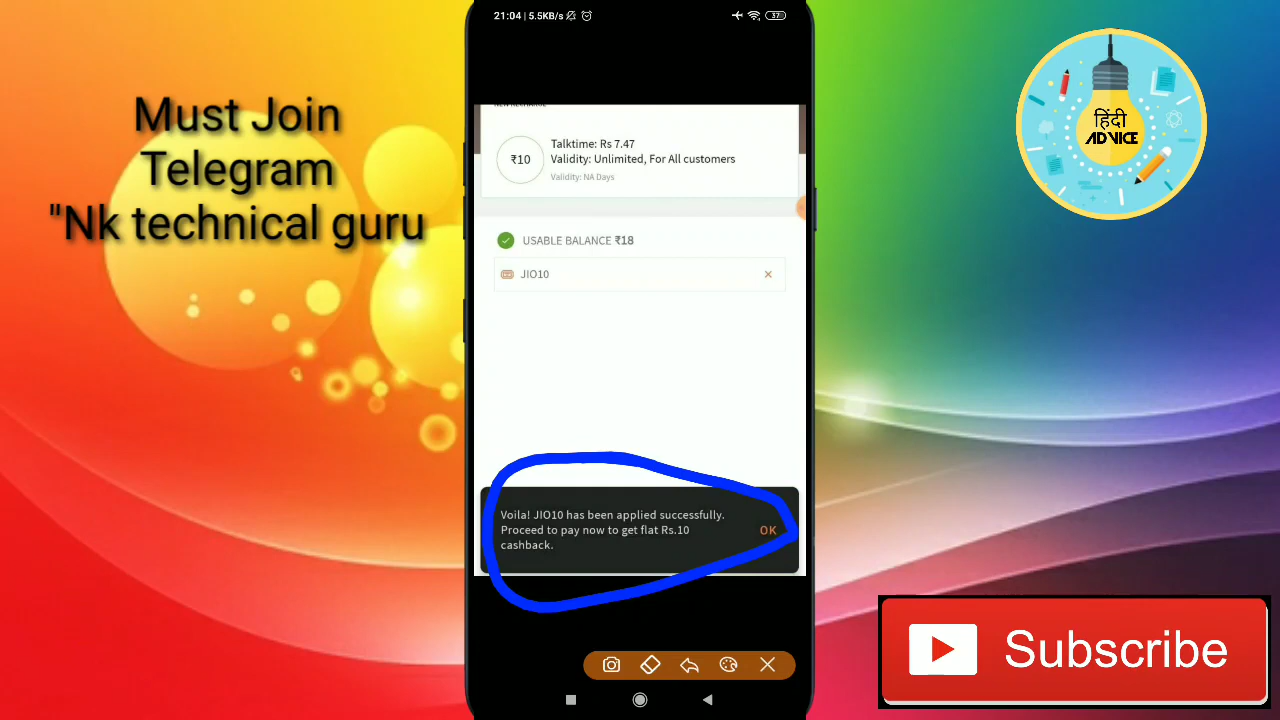 Must Join
Telegram
"Nk technical guru
21:04 | 5.5KB/s
37
NEW RECHARGE
₹10
Talktime: Rs 7.47
Validity: Unlimited, For All customers
Validity: NA Days
USABLE BALANCE ₹18
JIO10
Voila! JIO10 has been applied successfully.
Proceed to pay now to get flat Rs.10
cashback.
OK
हिंदी
ADVICE
Subscribe